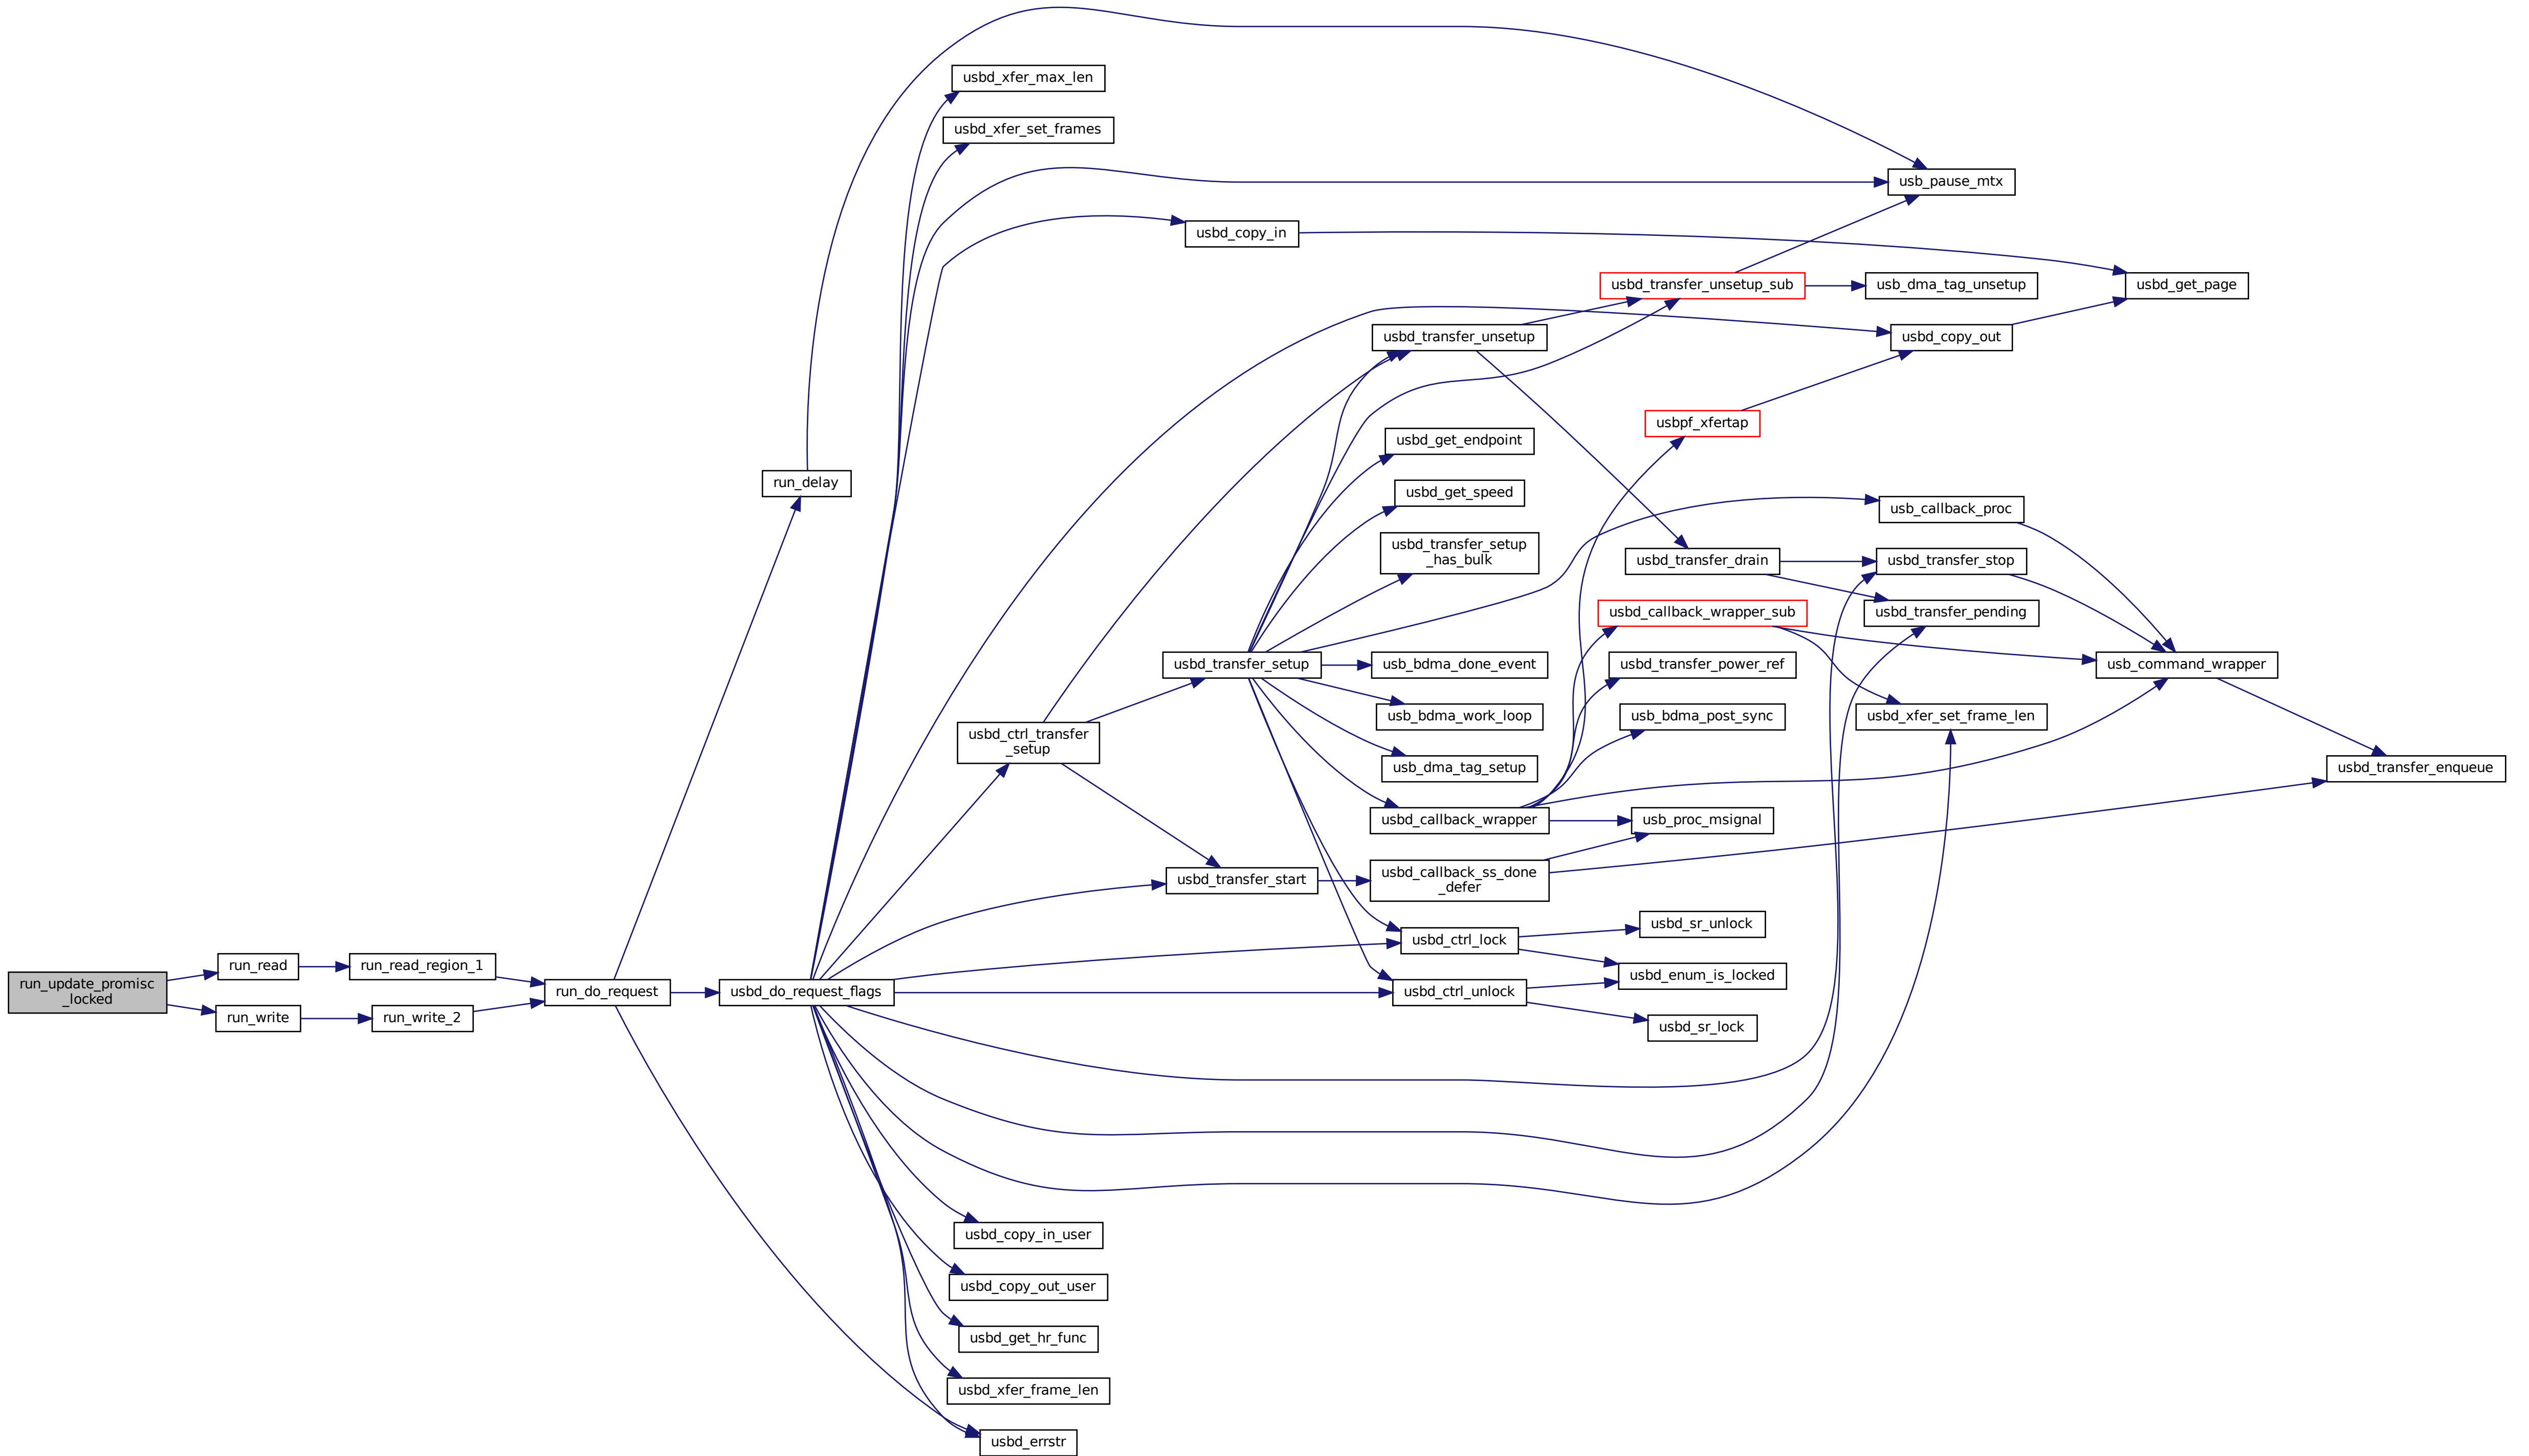 run_update_promisc
_locked
run_read
run_write
run_read_region_1
run_write_2
run_do_request
run_delay
usbd_do_request_flags
usbd_xfer_max_len
usbd_xfer_set_frames
usbd_ctrl_transfer
_setup
usbd_copy_in_user
usbd_copy_out_user
usbd_get_hr_func
usbd_xfer_frame_len
usbd_errstr
usbd_copy_in
usbd_transfer_setup
usbd_transfer_start
usbd_transfer_unsetup
usbd_get_endpoint
usbd_get_speed
usbd_transfer_setup
_has_bulk
usb_bdma_done_event
usb_bdma_work_loop
usb_dma_tag_setup
usbd_callback_wrapper
usbd_callback_ss_done
_defer
usbd_ctrl_lock
usbd_ctrl_unlock
usbd_transfer_unsetup_sub
usbpf_xfertap
usbd_transfer_drain
usbd_callback_wrapper_sub
usbd_transfer_power_ref
usb_bdma_post_sync
usb_proc_msignal
usbd_sr_unlock
usbd_enum_is_locked
usbd_sr_lock
usb_pause_mtx
usb_dma_tag_unsetup
usbd_copy_out
usb_callback_proc
usbd_transfer_stop
usbd_transfer_pending
usbd_xfer_set_frame_len
usbd_get_page
usb_command_wrapper
usbd_transfer_enqueue